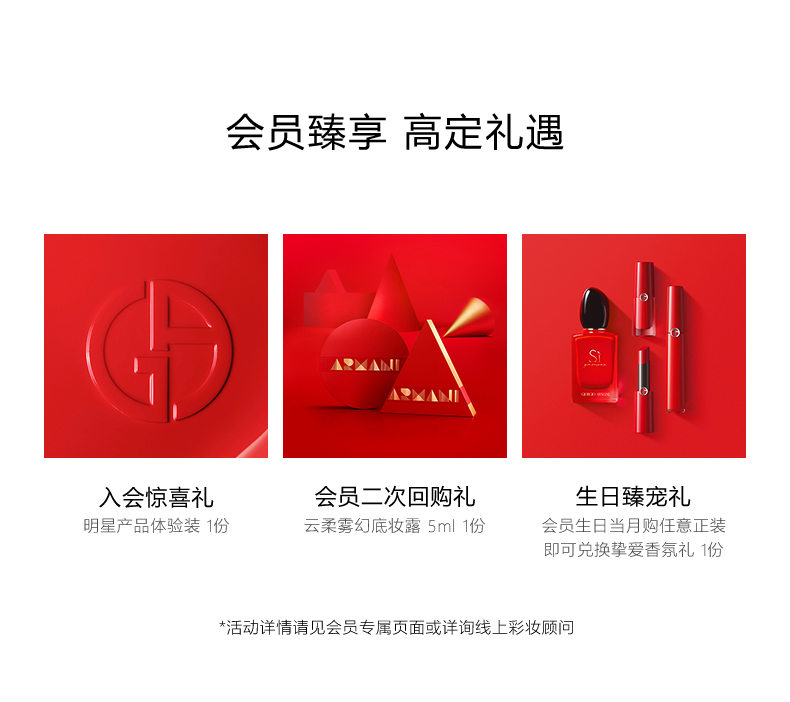 会员臻享 高定礼遇
ARMANI
ARMANI
Sì
passione
GIORGIO ARMANI
入会惊喜礼
会员二次回购礼
生日臻宠礼
明星产品体验装 1份
云柔雾幻底妆露 5ml 1份
会员生日当月购任意正装
即可兑换挚爱香氛礼 1份
*活动详情请见会员专属页面或详询线上彩妆顾问